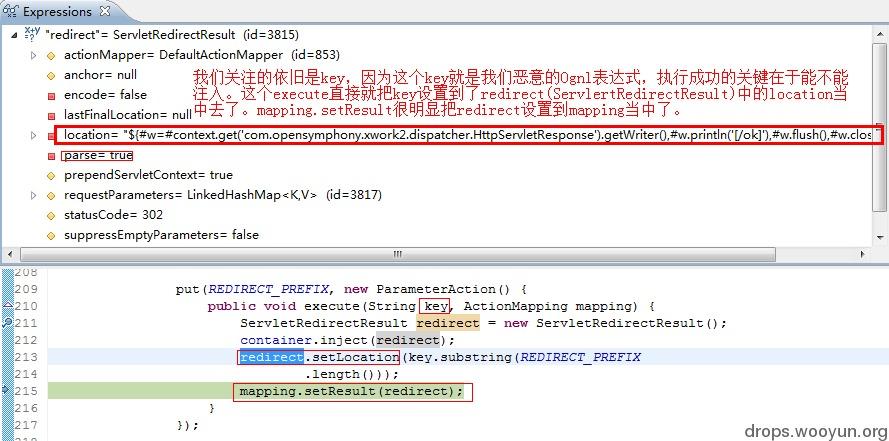 Expressions
"redirect"= ServletRedirectResult (id=3815)
actionMapper= DefaultActionMapper (id=853)
anchor= null
encode= false
lastFinalLocation= null
我们关注的依旧是key，因为这个key就是我们恶意的Ognl表达式，执行成功的关键在于能不能
注入。这个execute直接就把key设置到了redirect(ServlertRedirectResult)中的location当
中去了。mapping.setResult很明显把redirect设置到mapping当中了。
location= "${#w=#context.get('com.opensymphony.xwork2.dispatcher.HttpServletResponse').getWriter(),#w.println('[/ok]'),#w.flush(),#w.clos
parse= true
prependServletContext= true
requestParameters= LinkedHashMap<K,V> (id=3817)
statusCode= 302
suppressEmptyParameters= false
208
209 put(REDIRECT_PREFIX, new ParameterAction() {
210 public void execute(String key, ActionMapping mapping) {
211 ServletRedirectResult redirect = new ServletRedirectResult();
212 container.inject(redirect);
213 redirect.setLocation(key.substring(REDIRECT_PREFIX
214 .length()));
215 mapping.setResult(redirect);
216 }
217 });
drops.wooyun.org